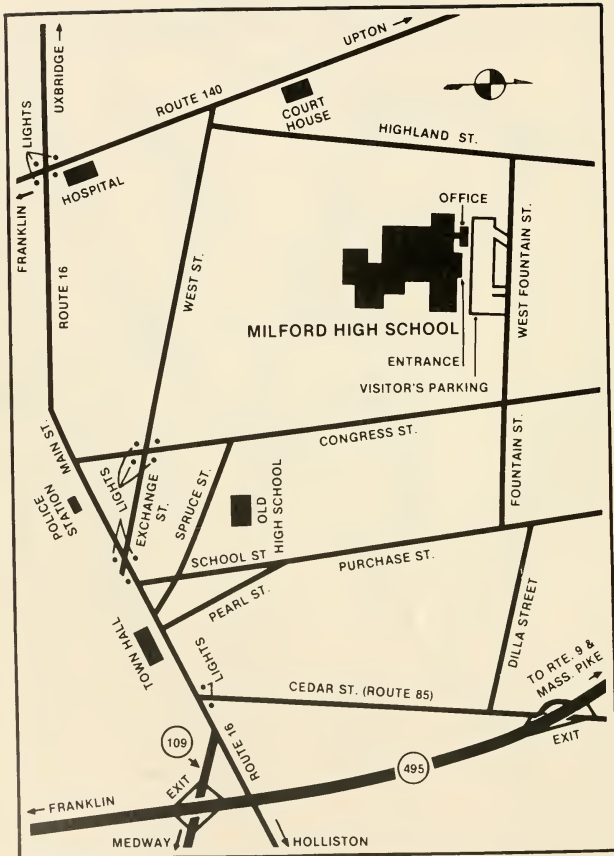 UPTON
UXBRIDGE
ROUTE 140
COURT
HOUSE
LIGHTS
HIGHLAND ST.
HOSPITAL
FRANKLIN
OFFICE
ROUTE 16
WEST ST.
WEST FOUNTAIN ST.
MILFORD HIGH SCHOOL
ENTRANCE
VISITOR'S PARKING
MAIN ST.
CONGRESS ST.
FOUNTAIN ST.
POLICE
STATION
LIGHTS
EXCHANGE
ST.
SPRUCE ST.
OLD
HIGH SCHOOL
SCHOOL ST
PURCHASE ST.
PEARL ST.
DILLA STREET
TOWN HALL
LIGHTS
TO RTE. 9 &
MASS. PIKE
CEDAR ST. (ROUTE 85)
EXIT
109
ROUTE 16
EXIT
495
FRANKLIN
MEDWAY
HOLLISTON